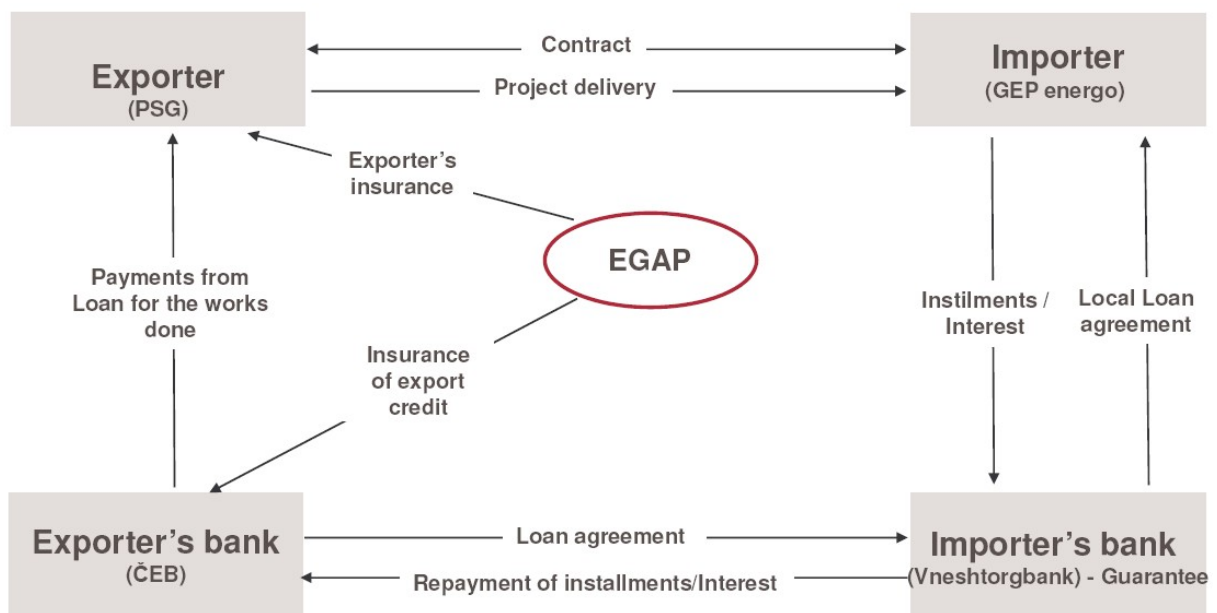 Contract
Exporter
(PSG)
Importer
(GEP energo)
Project delivery
Exporter’s
insurance
EGAP
Payments from
Loan for the works
done
Instilments /
Interest
Local Loan
agreement
Insurance
of export
credit
Exporter’s bank
(ČEB)
Loan agreement
Importer’s bank
(Vneshtorgbank) - Guarantee
Repayment of installments/Interest